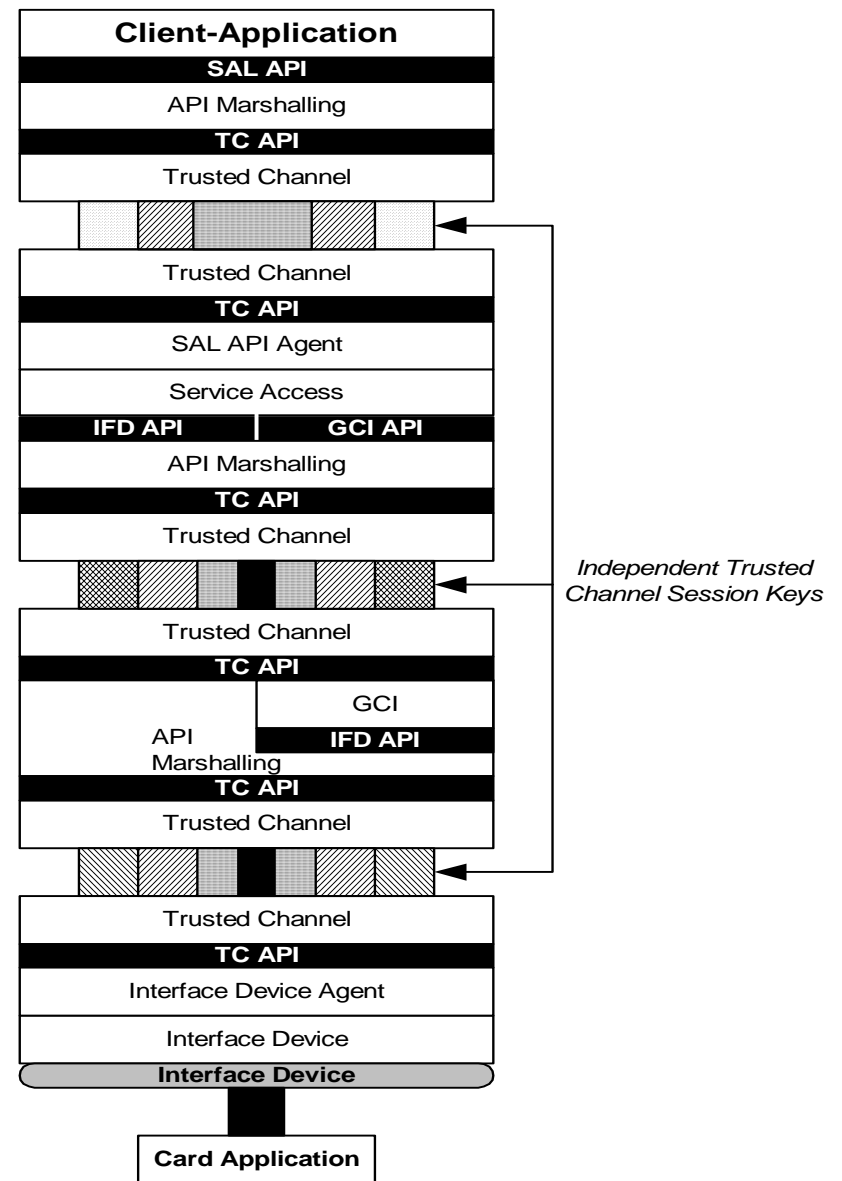 Client-Application
SAL API
API Marshalling
TC API
Trusted Channel
Trusted Channel
TC API
SAL API Agent
Service Access
IFD API GCI API
API Marshalling
TC API
Trusted Channel
Independent Trusted
Channel Session Keys
Trusted Channel
TC API
GCI
API
Marshalling
IFD API
TC API
Trusted Channel
Trusted Channel
TC API
Interface Device Agent
Interface Device
Interface Device
Card Application